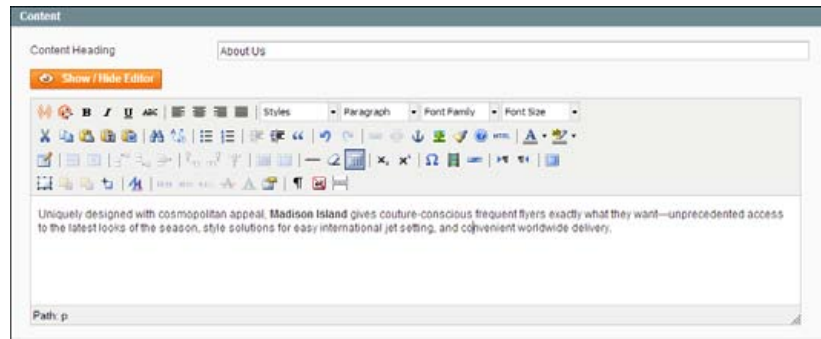 Content
Content Heading
About Us
Show / Hide Editor
B I U ABC Styles Paragraph Font Family Font Size
HTML A
Uniquely designed with cosmopolitan appeal, Madison Island gives couture-conscious frequent flyers exactly what they want—unprecedented access
to the latest looks of the season, style solutions for easy international jet setting, and convenient worldwide delivery.
Path: p